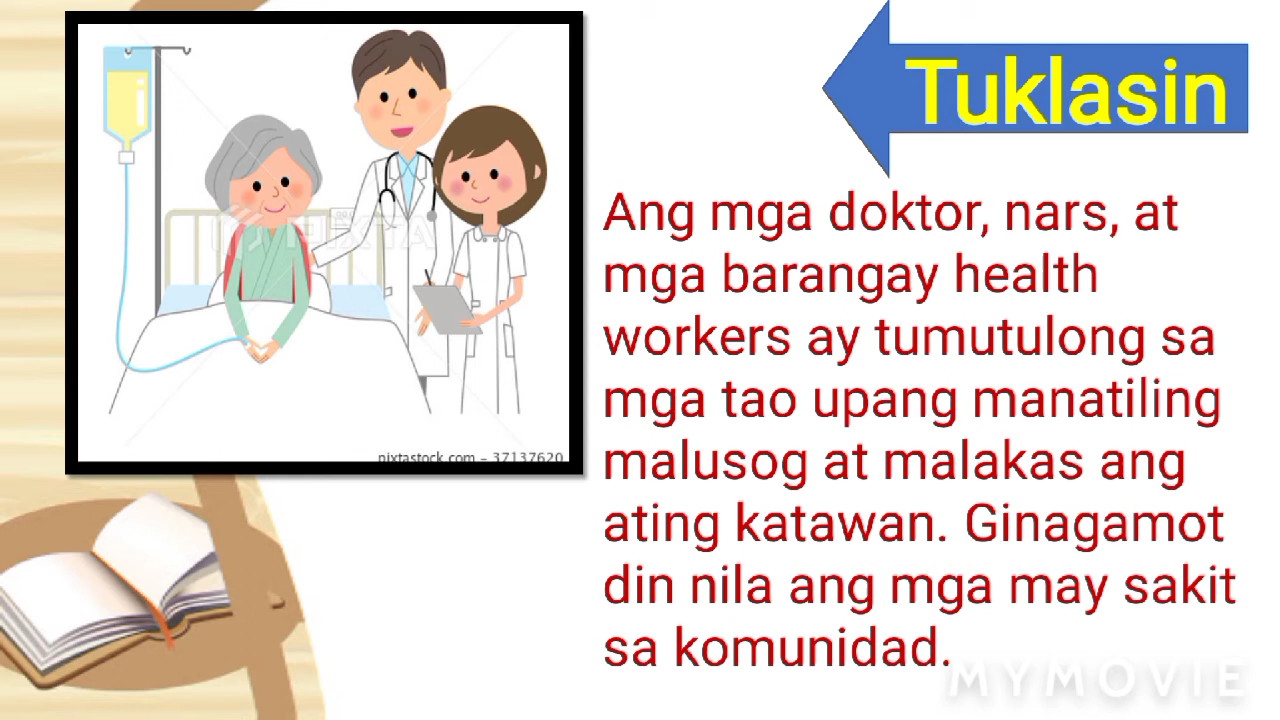 Tuklasin
Ang mga doktor, nars, at
mga barangay health
workers ay tumutulong sa
mga tao upang manatiling
malusog at malakas ang
ating katawan. Ginagamot
din nila ang mga may sakit
sa komunidad.
PIXTA
pixtastock.com – 37137620
MYMOVIE